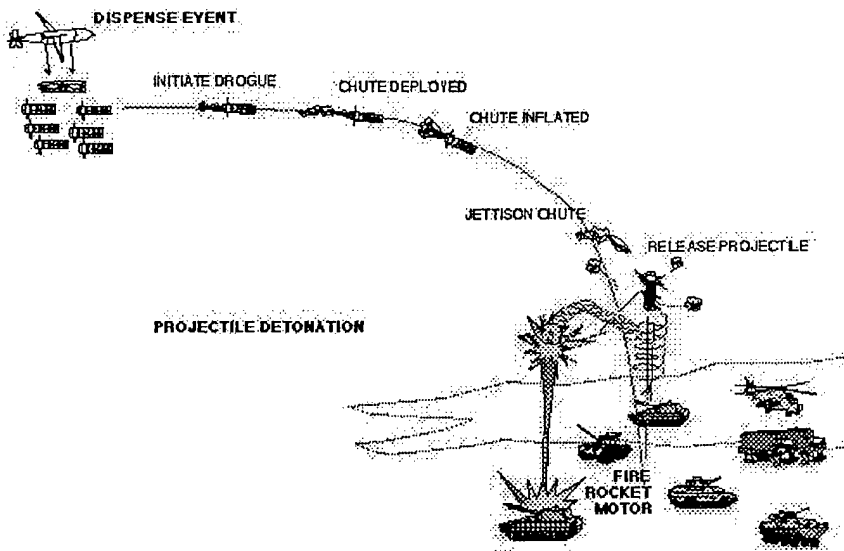 DISPENSE EVENT
INITIATE DROGUE
CHUTE DEPLOYED
CHUTE INFLATED
JETTISON CHUTE
RELEASE PROJECTILE
PROJECTILE DETONATION
FIRE
ROCKET
MOTOR